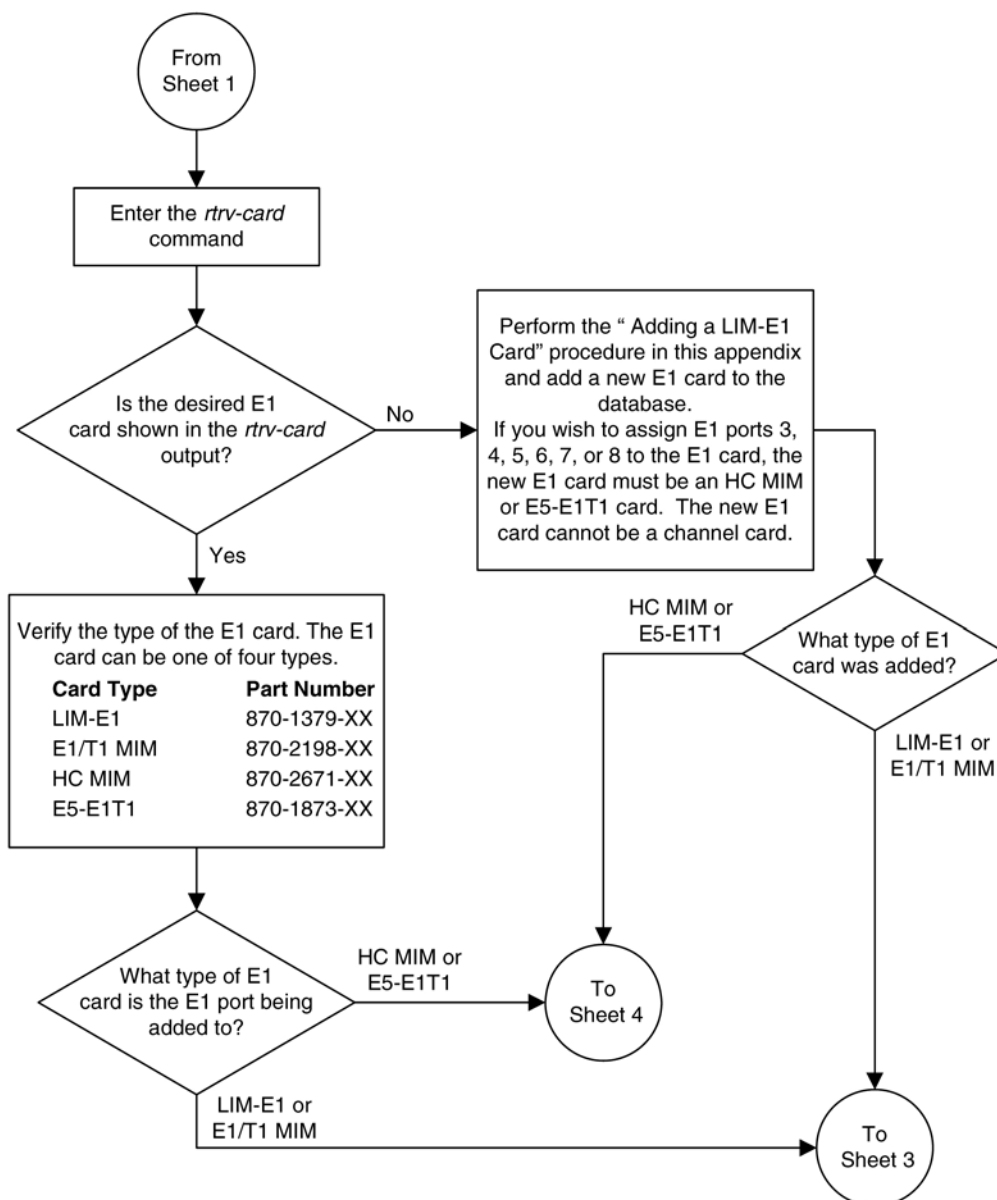 From
Sheet 1
Enter the rtrv-card
command
Is the desired E1
card shown in the rtrv-card
output?
No
Yes
Perform the “ Adding a LIM-E1
Card” procedure in this appendix
and add a new E1 card to the
database.
If you wish to assign E1 ports 3,
4, 5, 6, 7, or 8 to the E1 card, the
new E1 card must be an HC MIM
or E5-E1T1 card.  The new E1
card cannot be a channel card.
Verify the type of the E1 card. The E1
card can be one of four types.
Card Type Part Number
LIM-E1 870-1379-XX
E1/T1 MIM 870-2198-XX
HC MIM 870-2671-XX
E5-E1T1 870-1873-XX
HC MIM or
E5-E1T1
What type of E1
card was added?
LIM-E1 or
E1/T1 MIM
What type of E1
card is the E1 port being
added to?
HC MIM or
E5-E1T1
To
Sheet 4
LIM-E1 or
E1/T1 MIM
To
Sheet 3